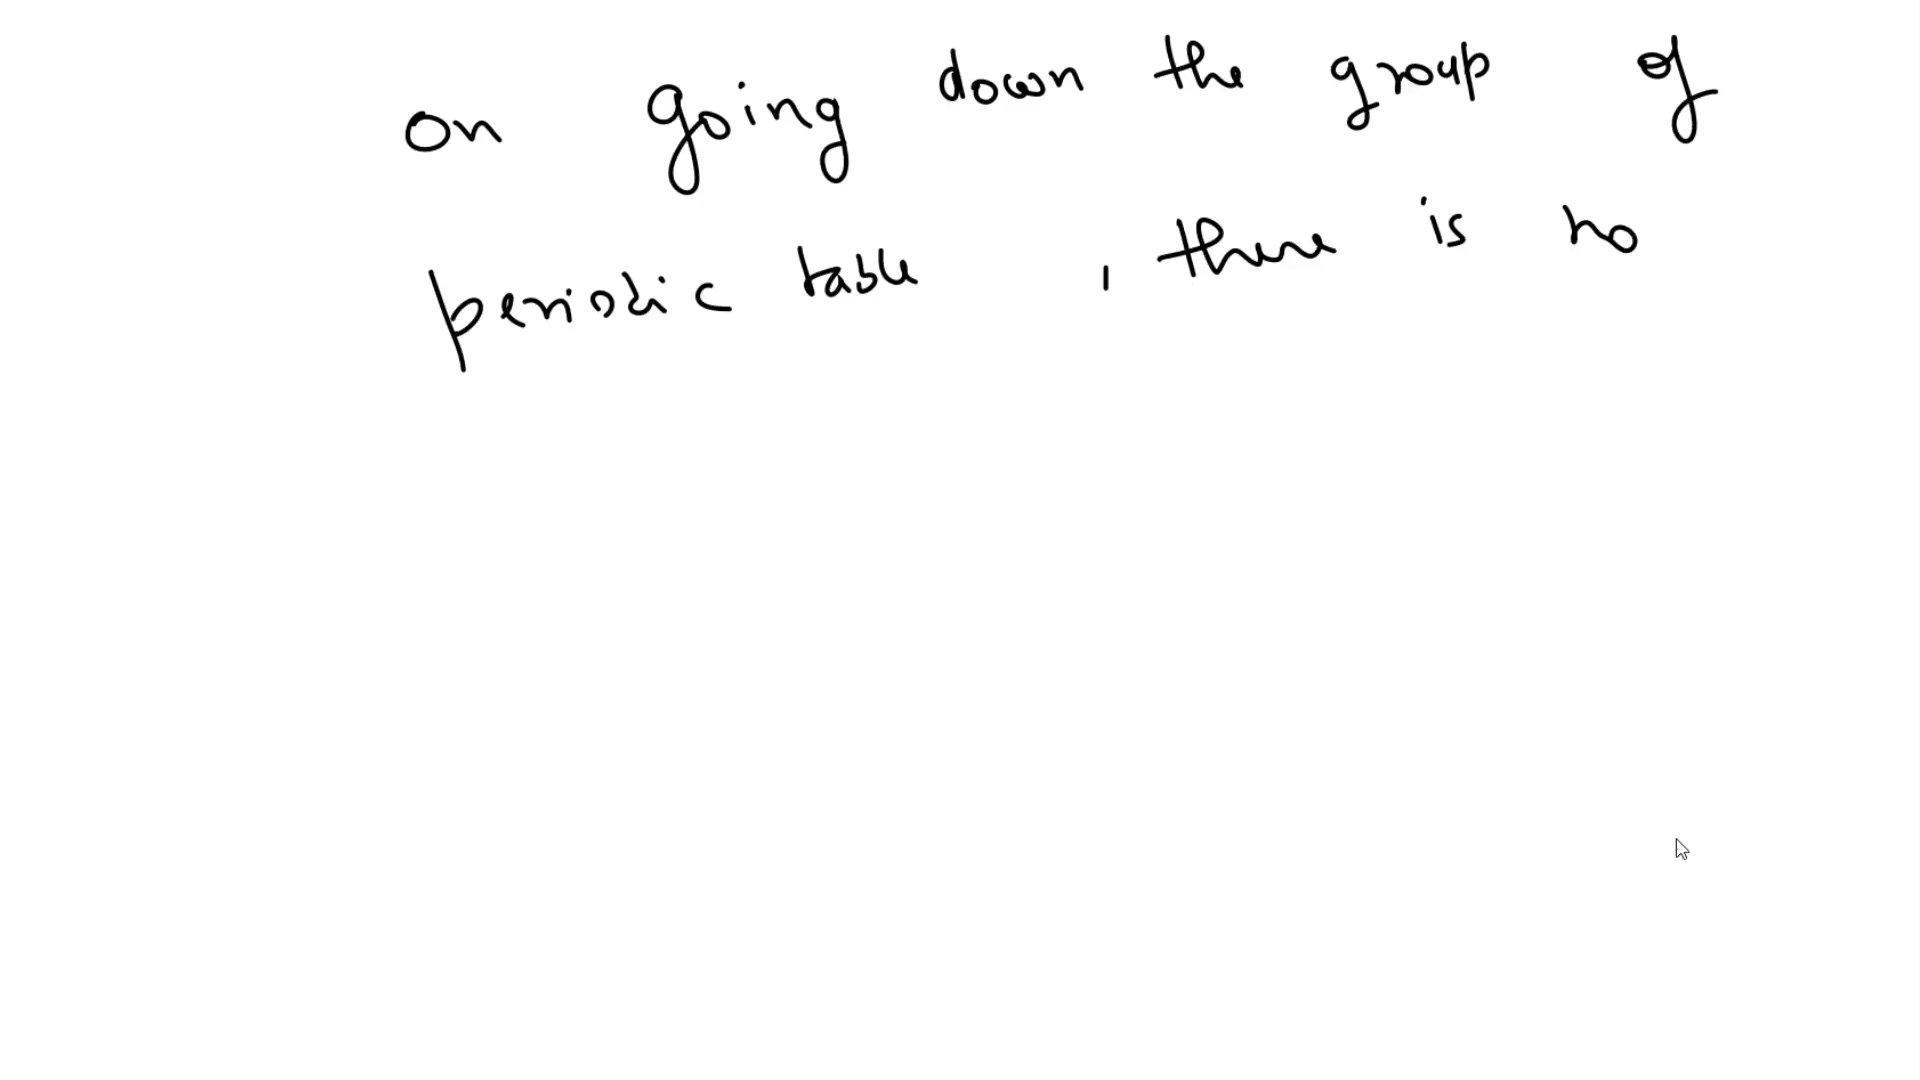 on going down the group of
periodic table , there is no